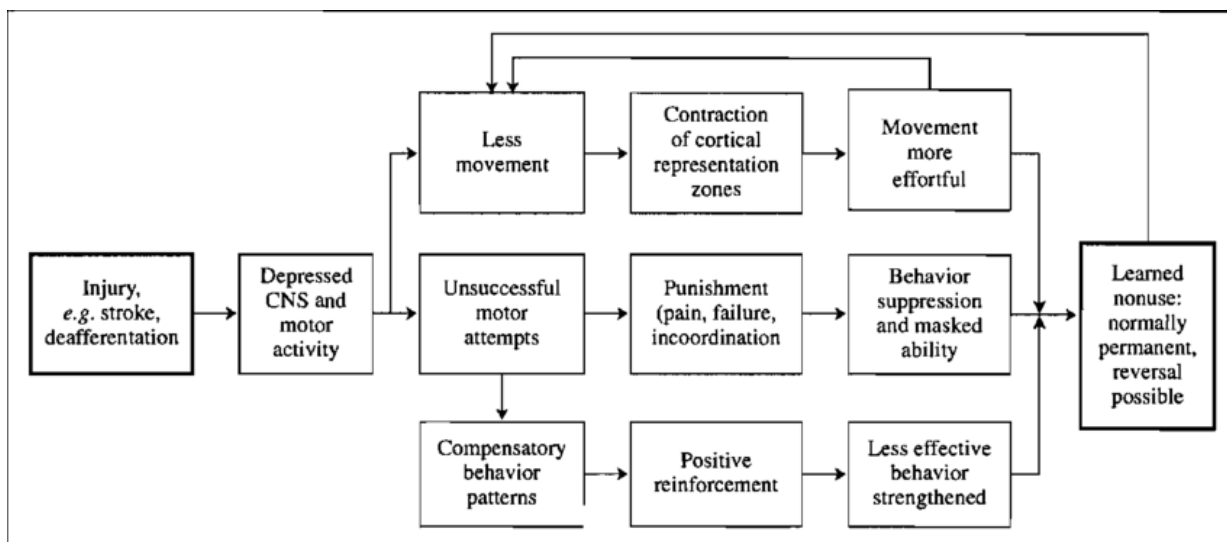 Less
movement
Contraction
of cortical
representation
zones
Movement
more
effortful
Injury,
e.g. stroke,
deafferentation
Depressed
CNS and
motor
activity
Unsuccessful
motor
attempts
Punishment
(pain, failure,
incoordination
Behavior
suppression
and masked
ability
Learned
nonuse:
normally
permanent,
reversal
possible
Compensatory
behavior
patterns
Positive
reinforcement
Less effective
behavior
strengthened